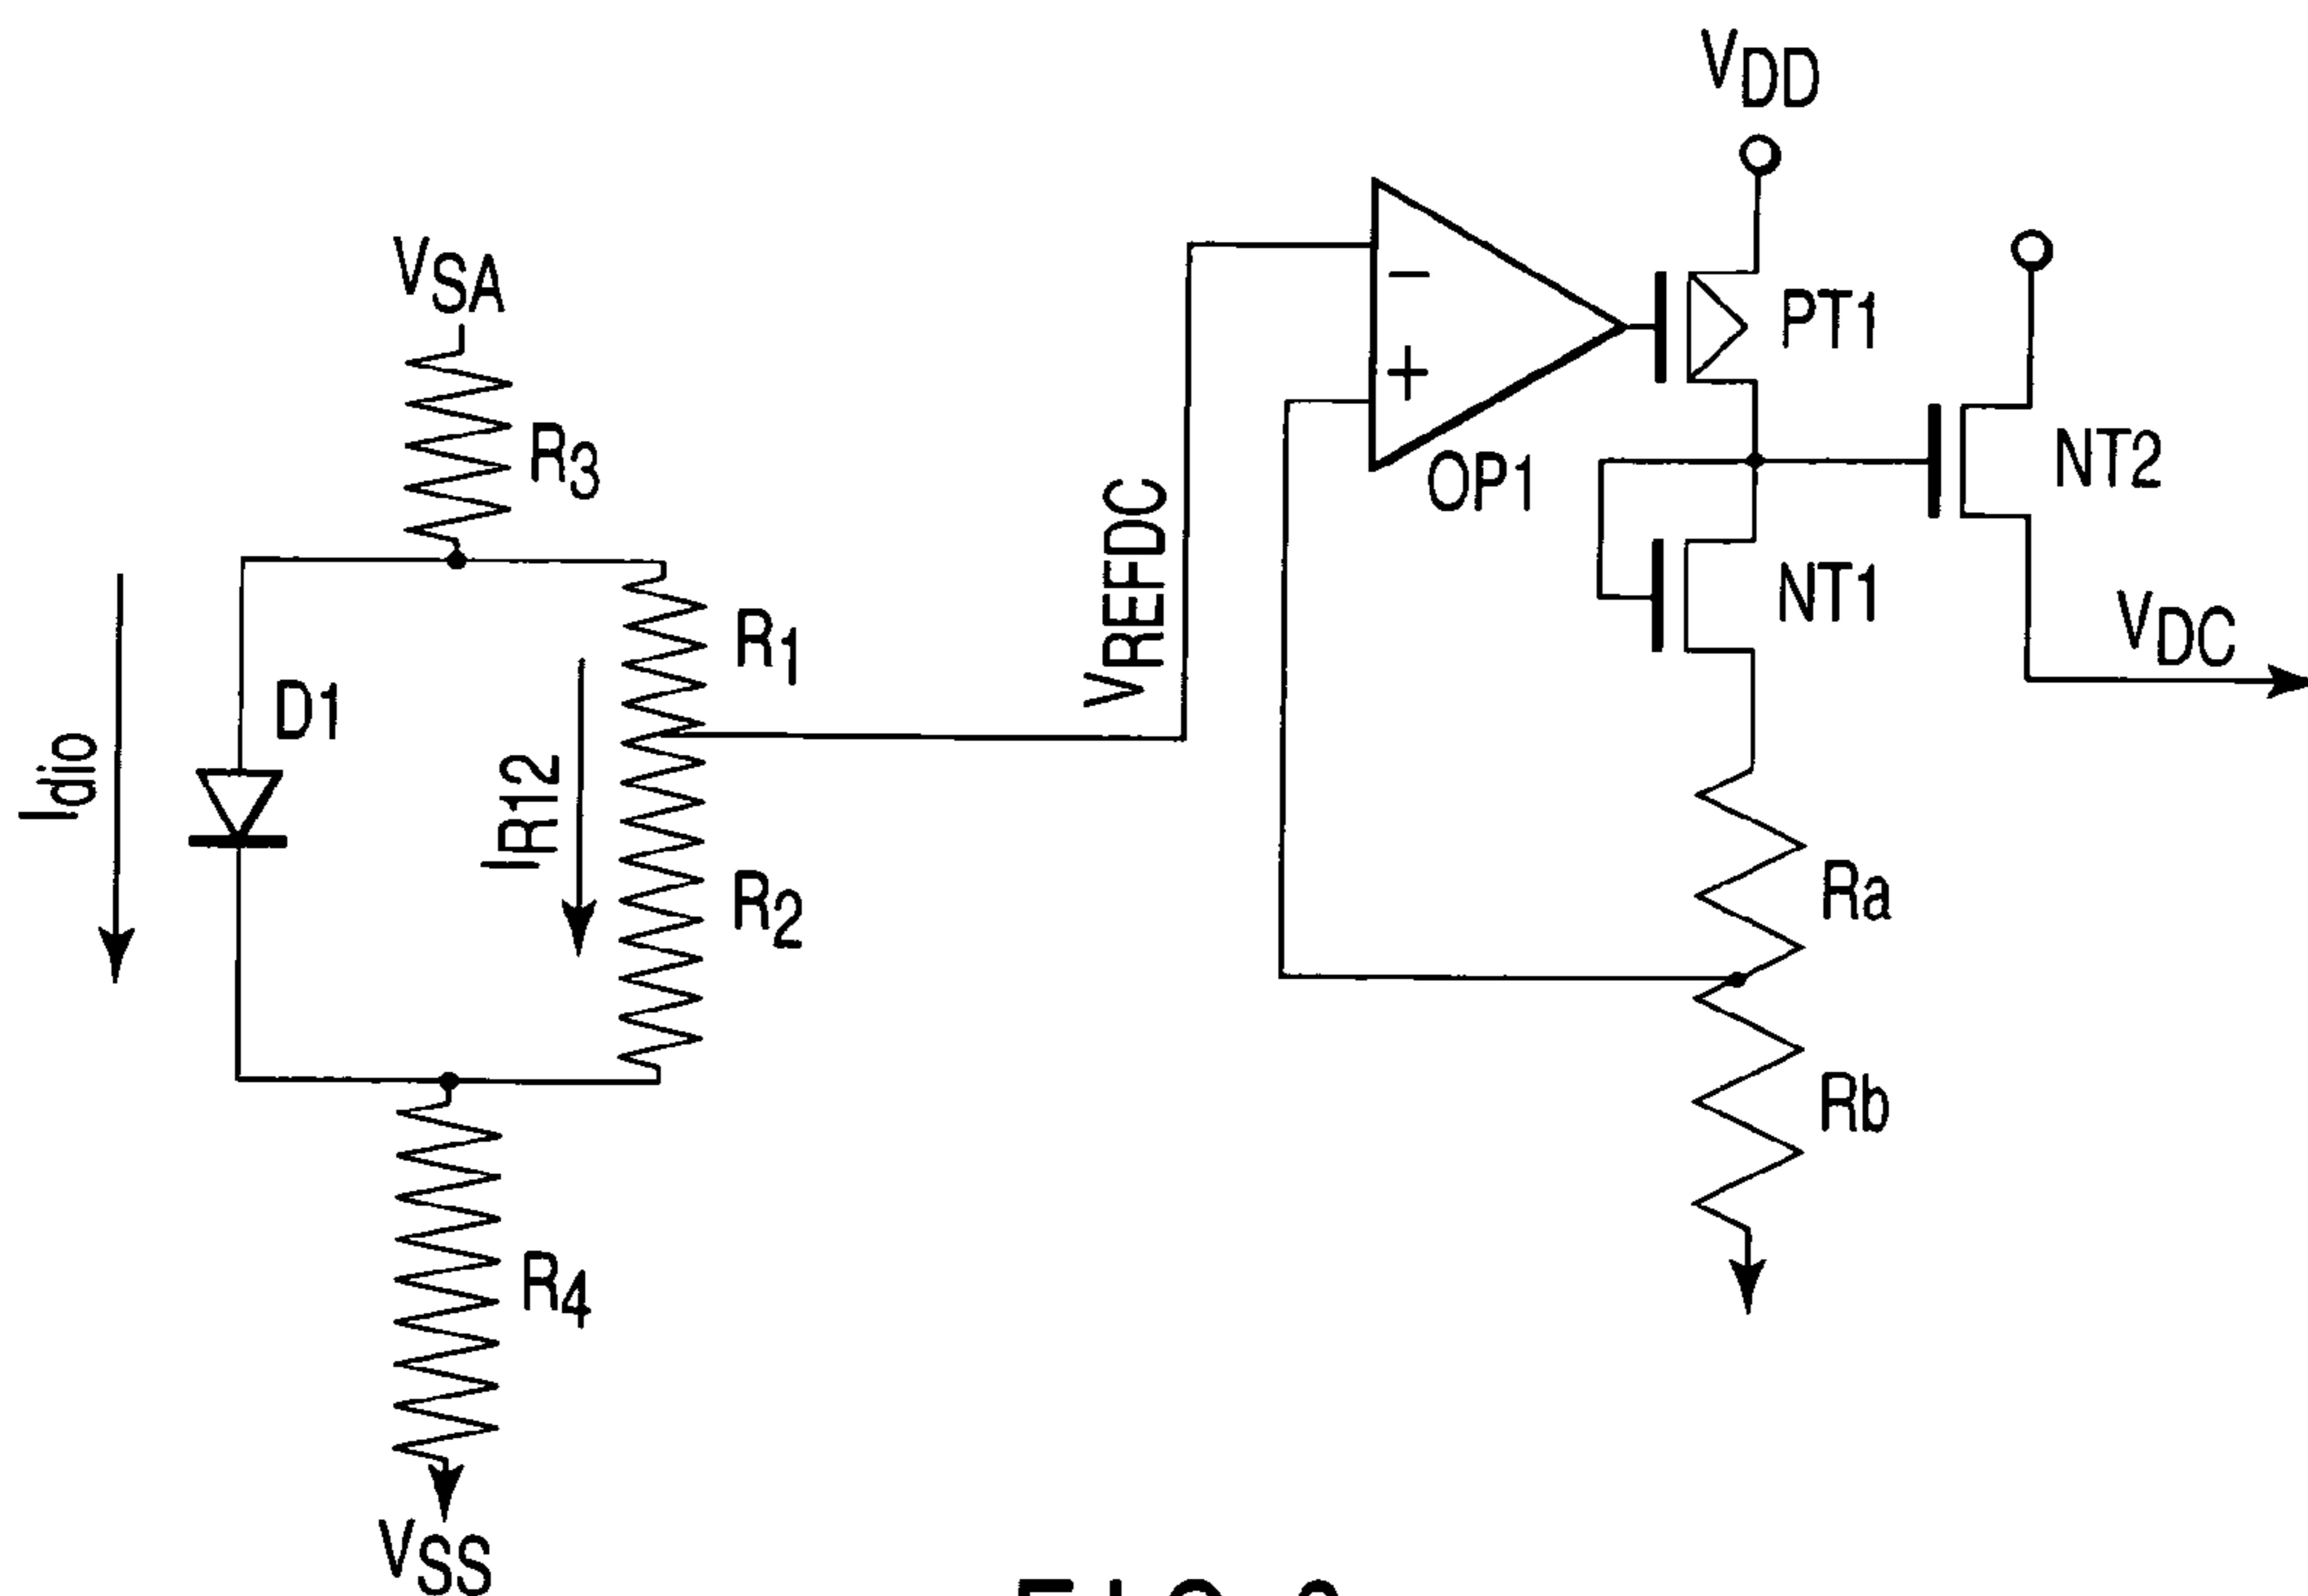 VDD
VSA
PT1
R3
OP1
NT2
NT1
VREFDC
R1
VDC
D1
Idio
IR12
R2
Ra
Rb
R4
VSS